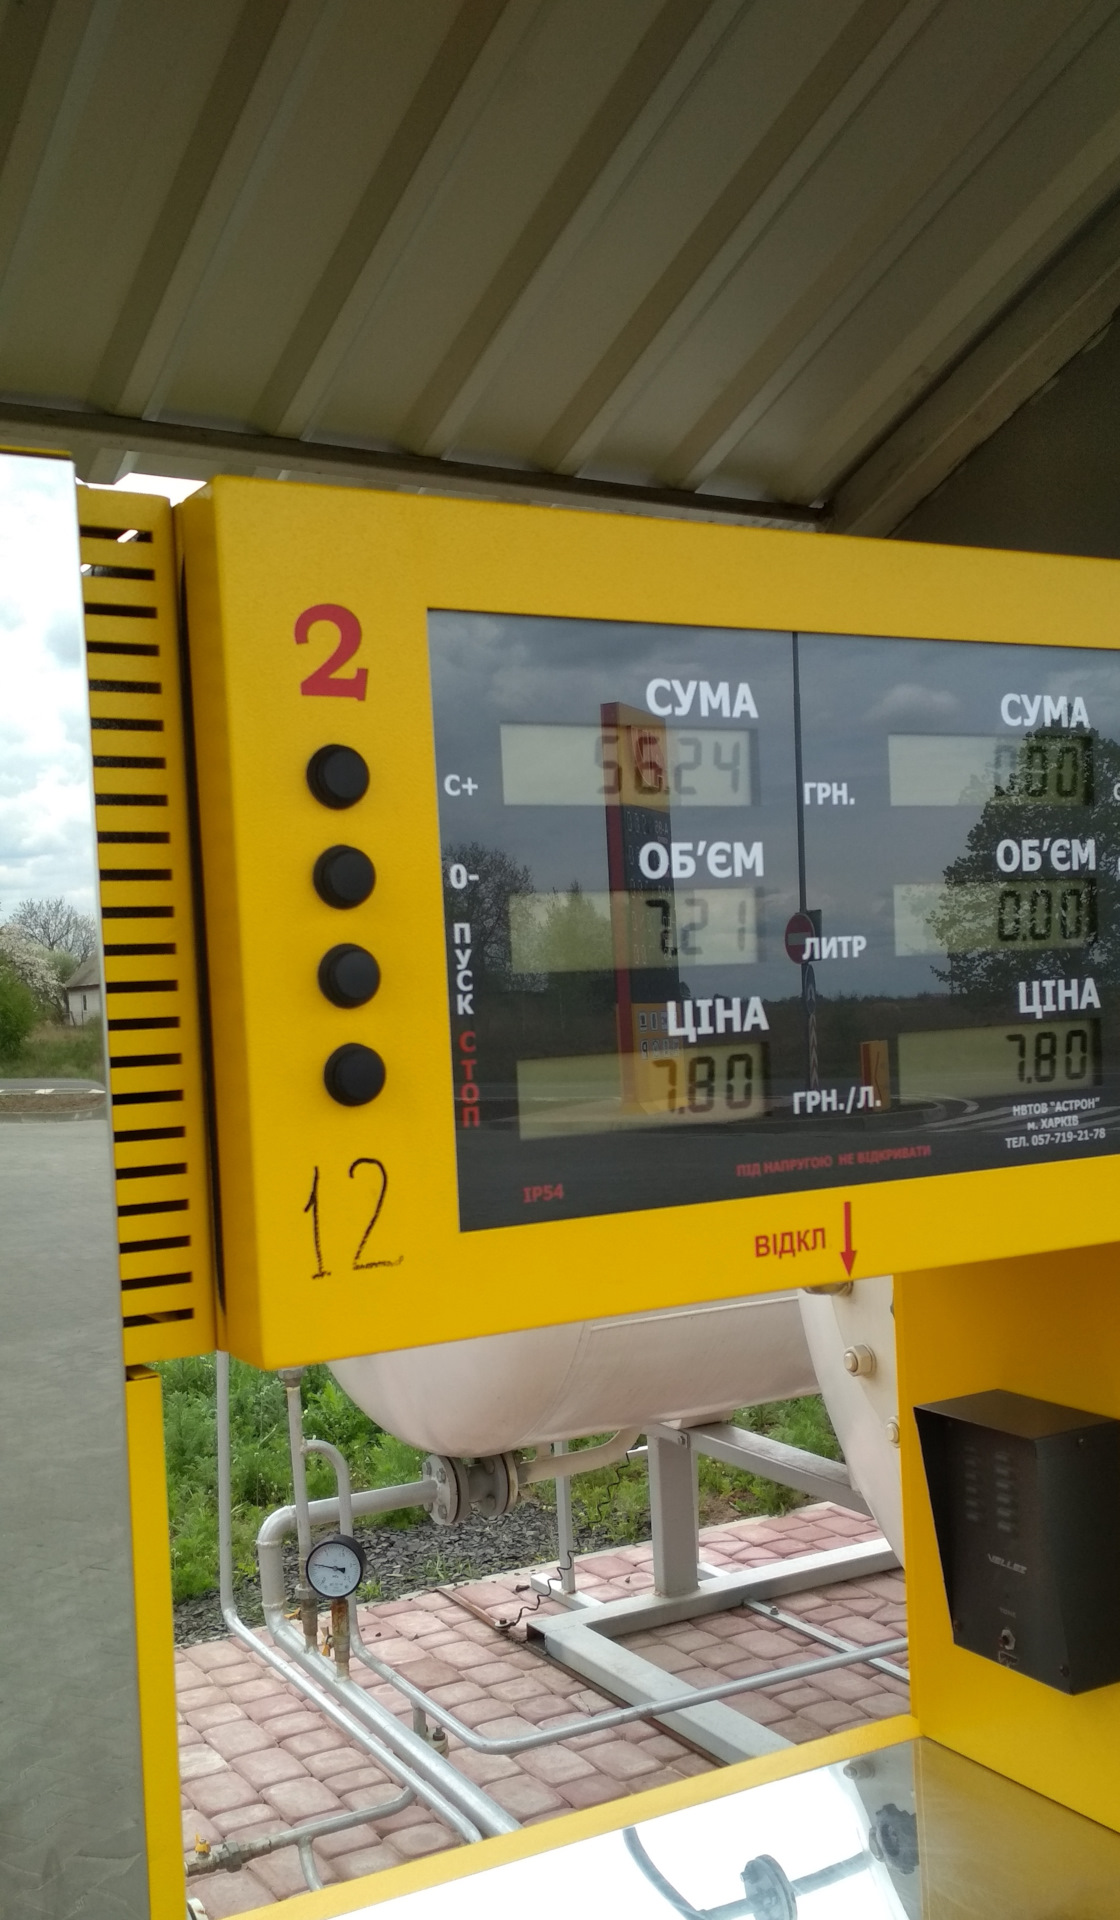 2
СУМА
СУМА
56.24
0.00
С+
ГРН.
ОБ'ЄМ
ОБ'ЄМ
0-
7.21
0.00
ЛИТР
ПУСК
ЦІНА
ЦІНА
СТОП
7.80
7.80
ГРН./Л.
НВТОВ "АСТРОН"
м. ХАРКІВ
ТЕЛ. 057-719-21-78
ПІД НАПРУГОЮ НЕ ВІДКРИВАТИ
IP54
12
ВІДКЛ